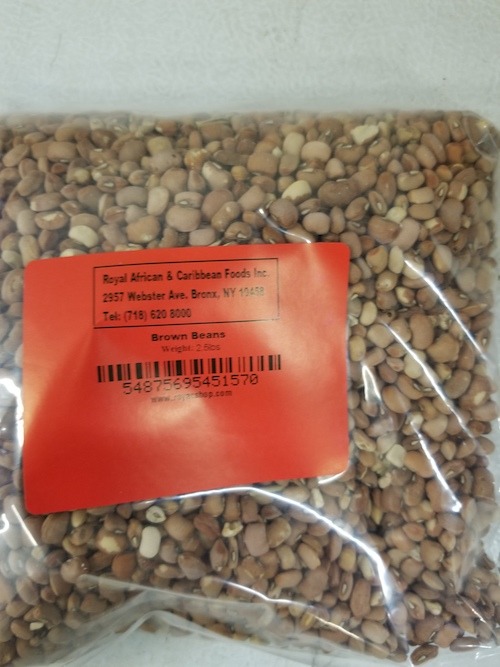 Royal African & Caribbean Foods Inc.
2957 Webster Ave. Bronx, NY 10458
Tel: (718) 620 8000
Brown Beans
Weight: 2.5lbs
54875695451570